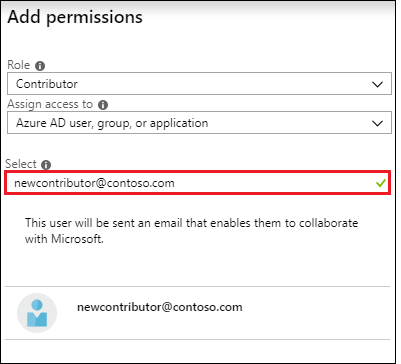 Add permissions
Role
Contributor
Assign access to
Azure AD user, group, or application
Select
newcontributor@contoso.com
This user will be sent an email that enables them to collaborate
with Microsoft.
newcontributor@contoso.com